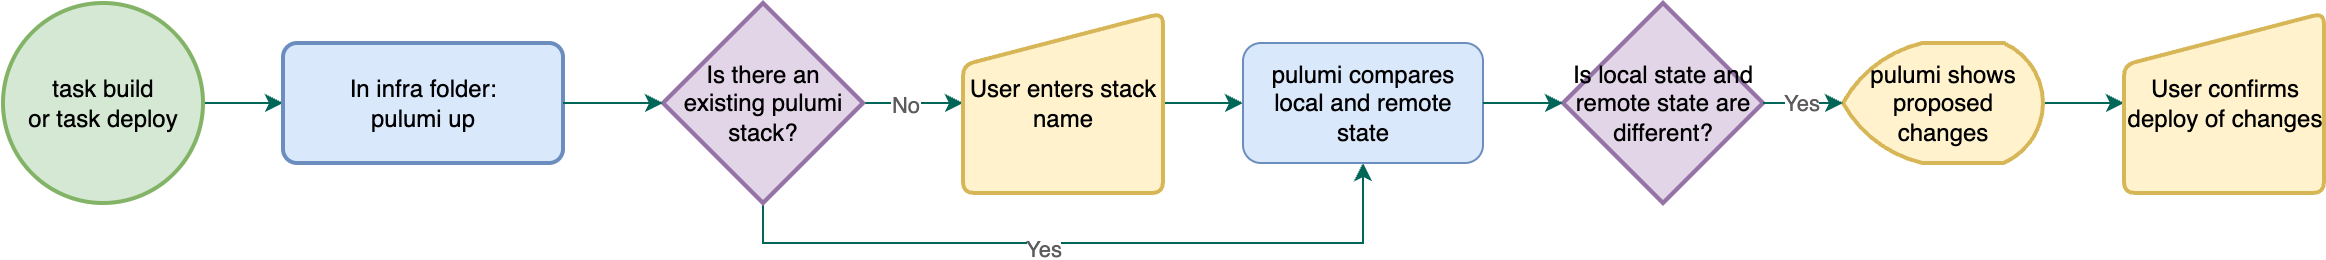 task build
or task deploy
In infra folder:
pulumi up
Is there an
existing pulumi
stack?
No
Yes
User enters stack
name
pulumi compares
local and remote
state
Is local state and
remote state are
different?
Yes
pulumi shows
proposed
changes
User confirms
deploy of changes